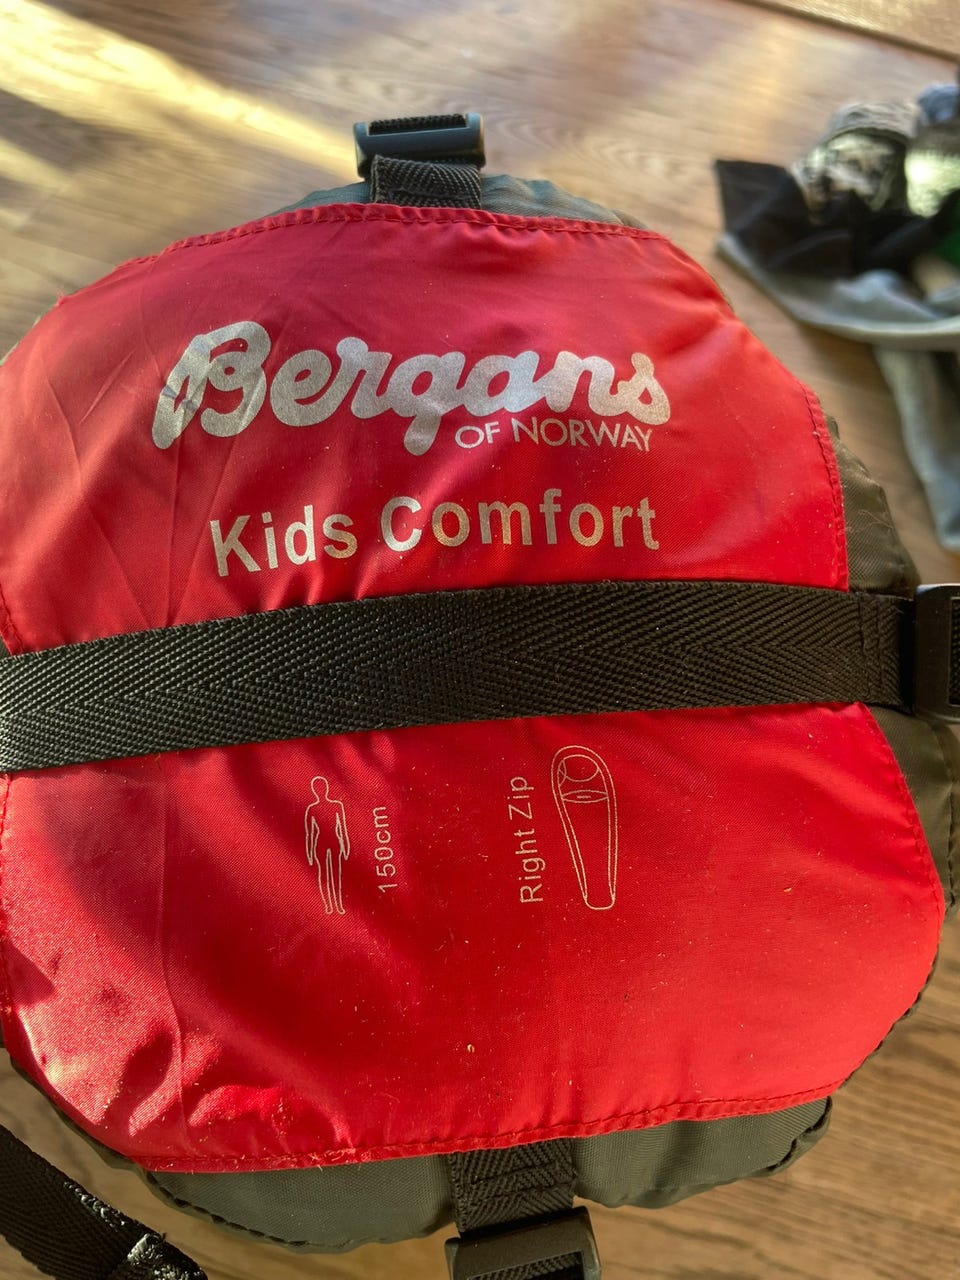 Bergans
OF NORWAY
Kids Comfort
150cm
Right Zip